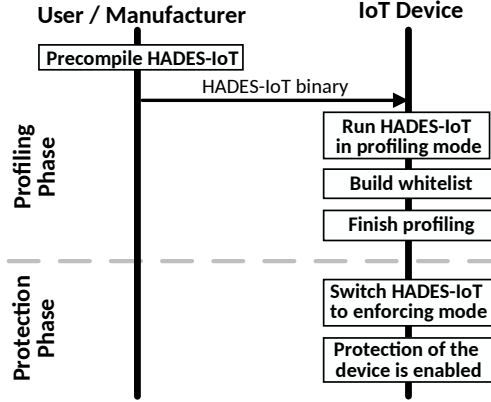 User / Manufacturer
IoT Device
Precompile HADES-IoT
HADES-IoT binary
Profiling
Phase
Run HADES-IoT
in profiling mode
Build whitelist
Finish profiling
Protection
Phase
Switch HADES-IoT
to enforcing mode
Protection of the
device is enabled